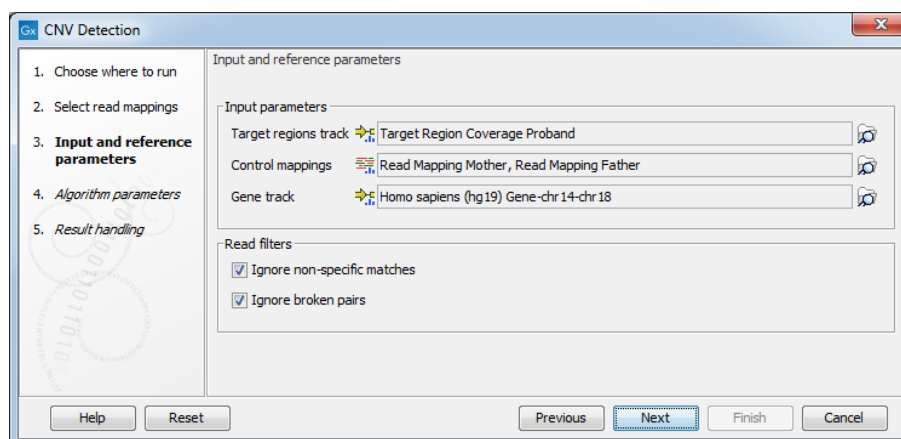 Gx CNV Detection
1. Choose where to run
2. Select read mappings
3. Input and reference
parameters
4. Algorithm parameters
5. Result handling
Input and reference parameters
Input parameters
Target regions track Target Region Coverage Proband
Control mappings Read Mapping Mother, Read Mapping Father
Gene track Homo sapiens (hg19) Gene-chr14-chr18
Read filters
Ignore non-specific matches
Ignore broken pairs
Help Reset Previous Next Finish Cancel